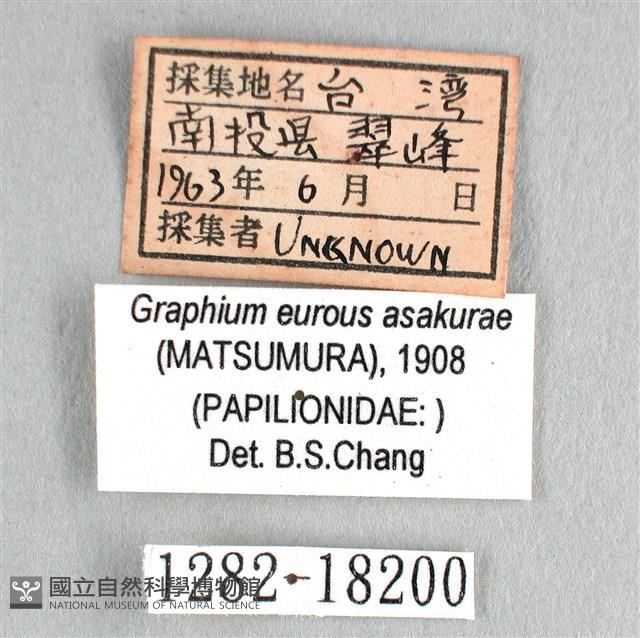 採集地名 台 湾
南投県 翠峰
1963年 6月 日
採集者 UNKNOWN
Graphium eurous asakurae
(MATSUMURA), 1908
(PAPILIONIDAE: )
Det. B.S.Chang
1282-18200
國立自然科學博物館
NATIONAL MUSEUM OF NATURAL SCIENCE